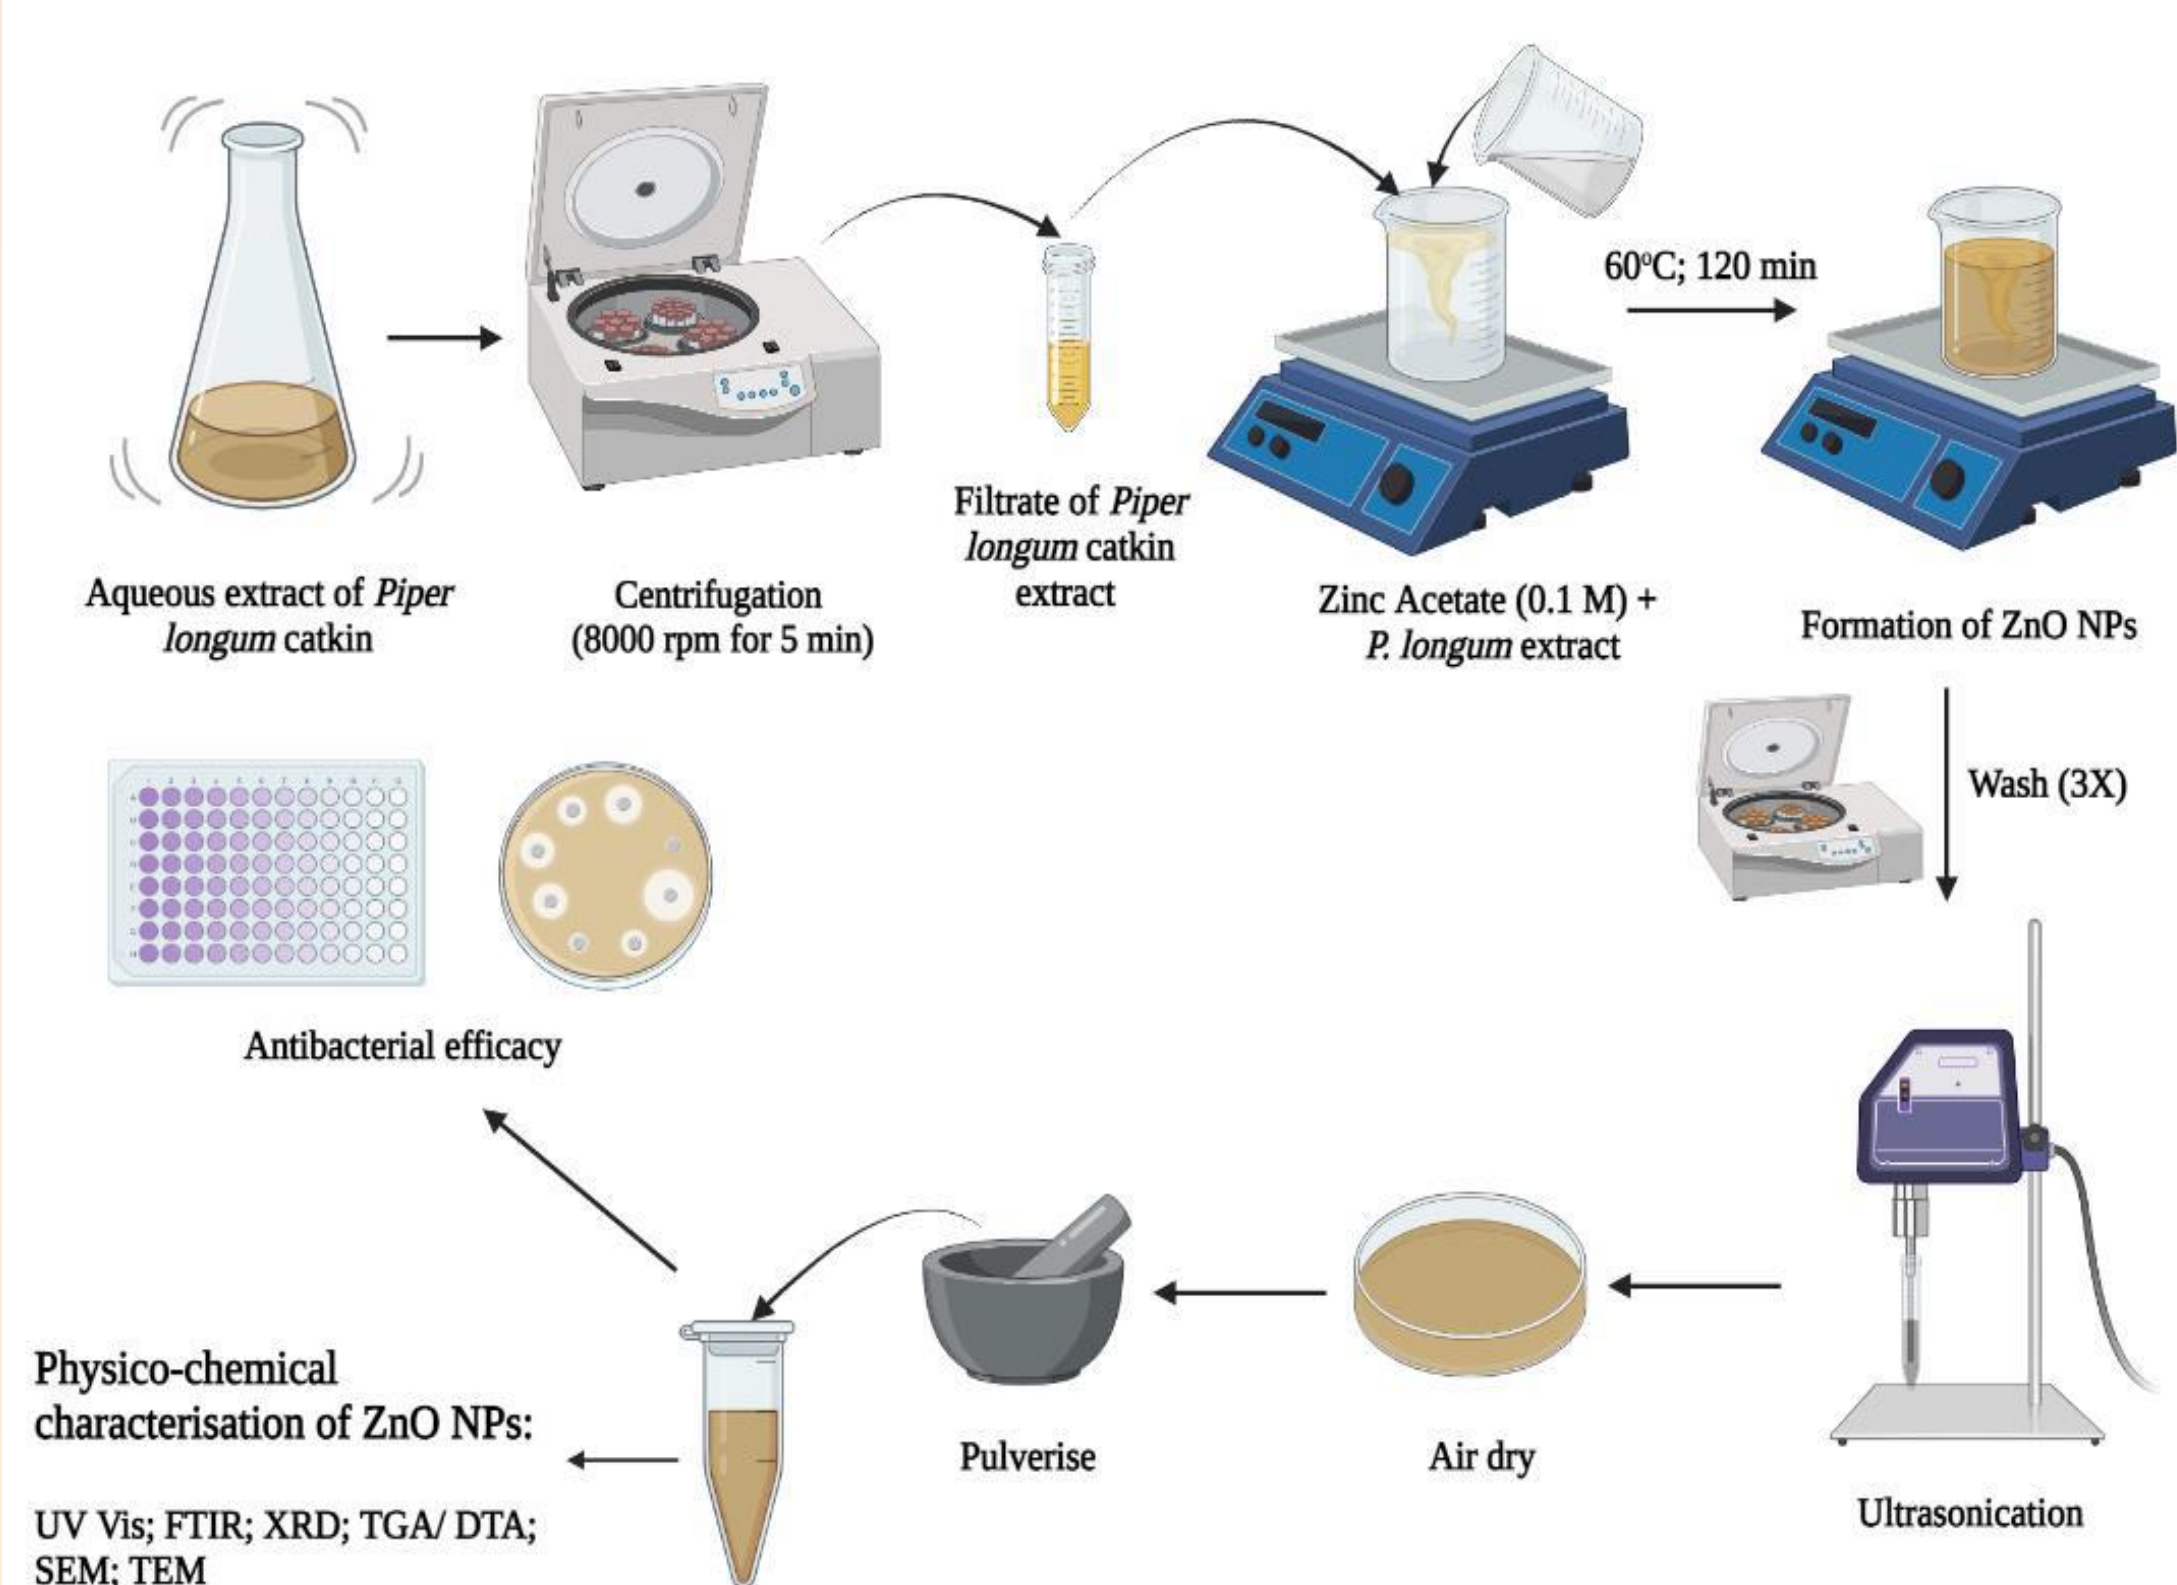 60°C; 120 min
Aqueous extract of Piper
longum catkin
Centrifugation
(8000 rpm for 5 min)
Filtrate of Piper
longum catkin
extract
Zinc Acetate (0.1 M) +
P. longum extract
Formation of ZnO NPs
Wash (3X)
Ultrasonication
Air dry
Pulverise
Antibacterial efficacy
Physico-chemical
characterisation of ZnO NPs:
UV Vis; FTIR; XRD; TGA/ DTA;
SEM; TEM